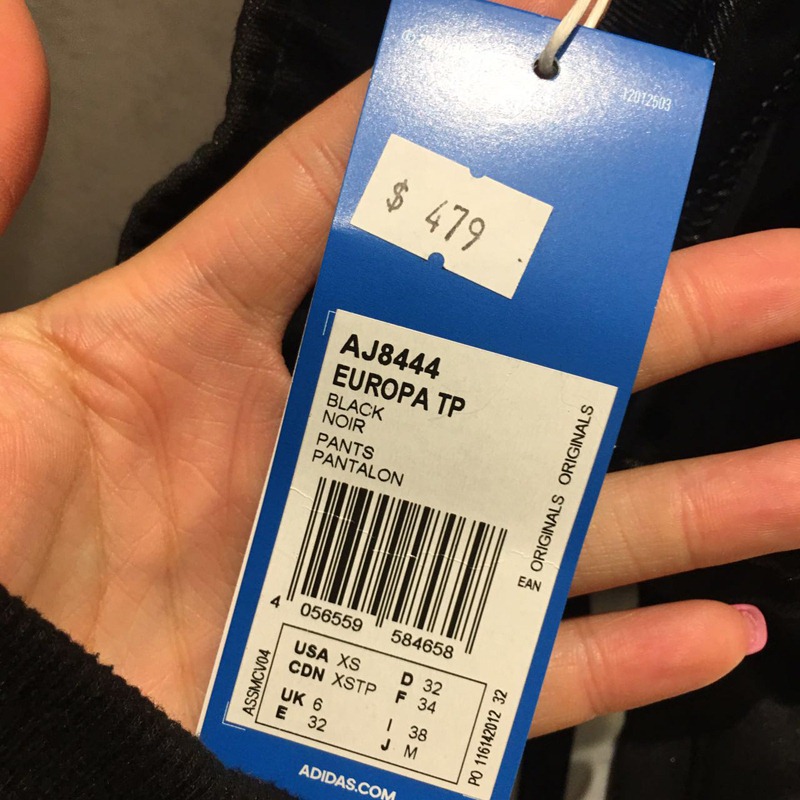 12012503
$ 479
AJ8444
EUROPA TP
BLACK
NOIR
PANTS
PANTALON
ORIGINALS ORIGINALS
EAN
4 056559 584658
ASSMCV04
USA XS D 32
CDN XSTP F 34
UK 6 I 38
E 32 J M
PO 116142012 32
ADIDAS.COM